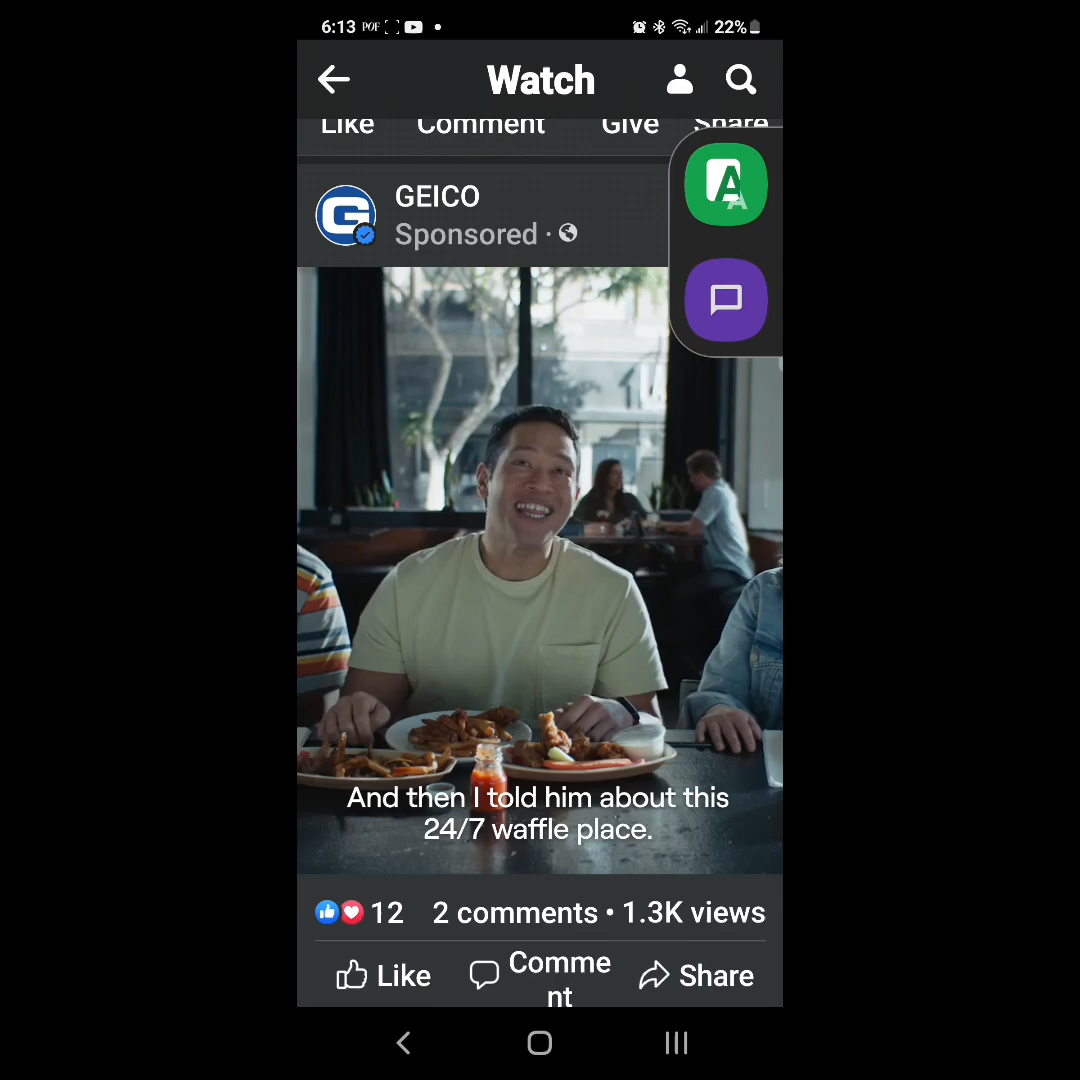 6:13 POF 22%
Watch
Like Comment Give Share
GEICO
Sponsored ·
And then I told him about this
24/7 waffle place.
12 2 comments • 1.3K views
Like Comme
nt Share